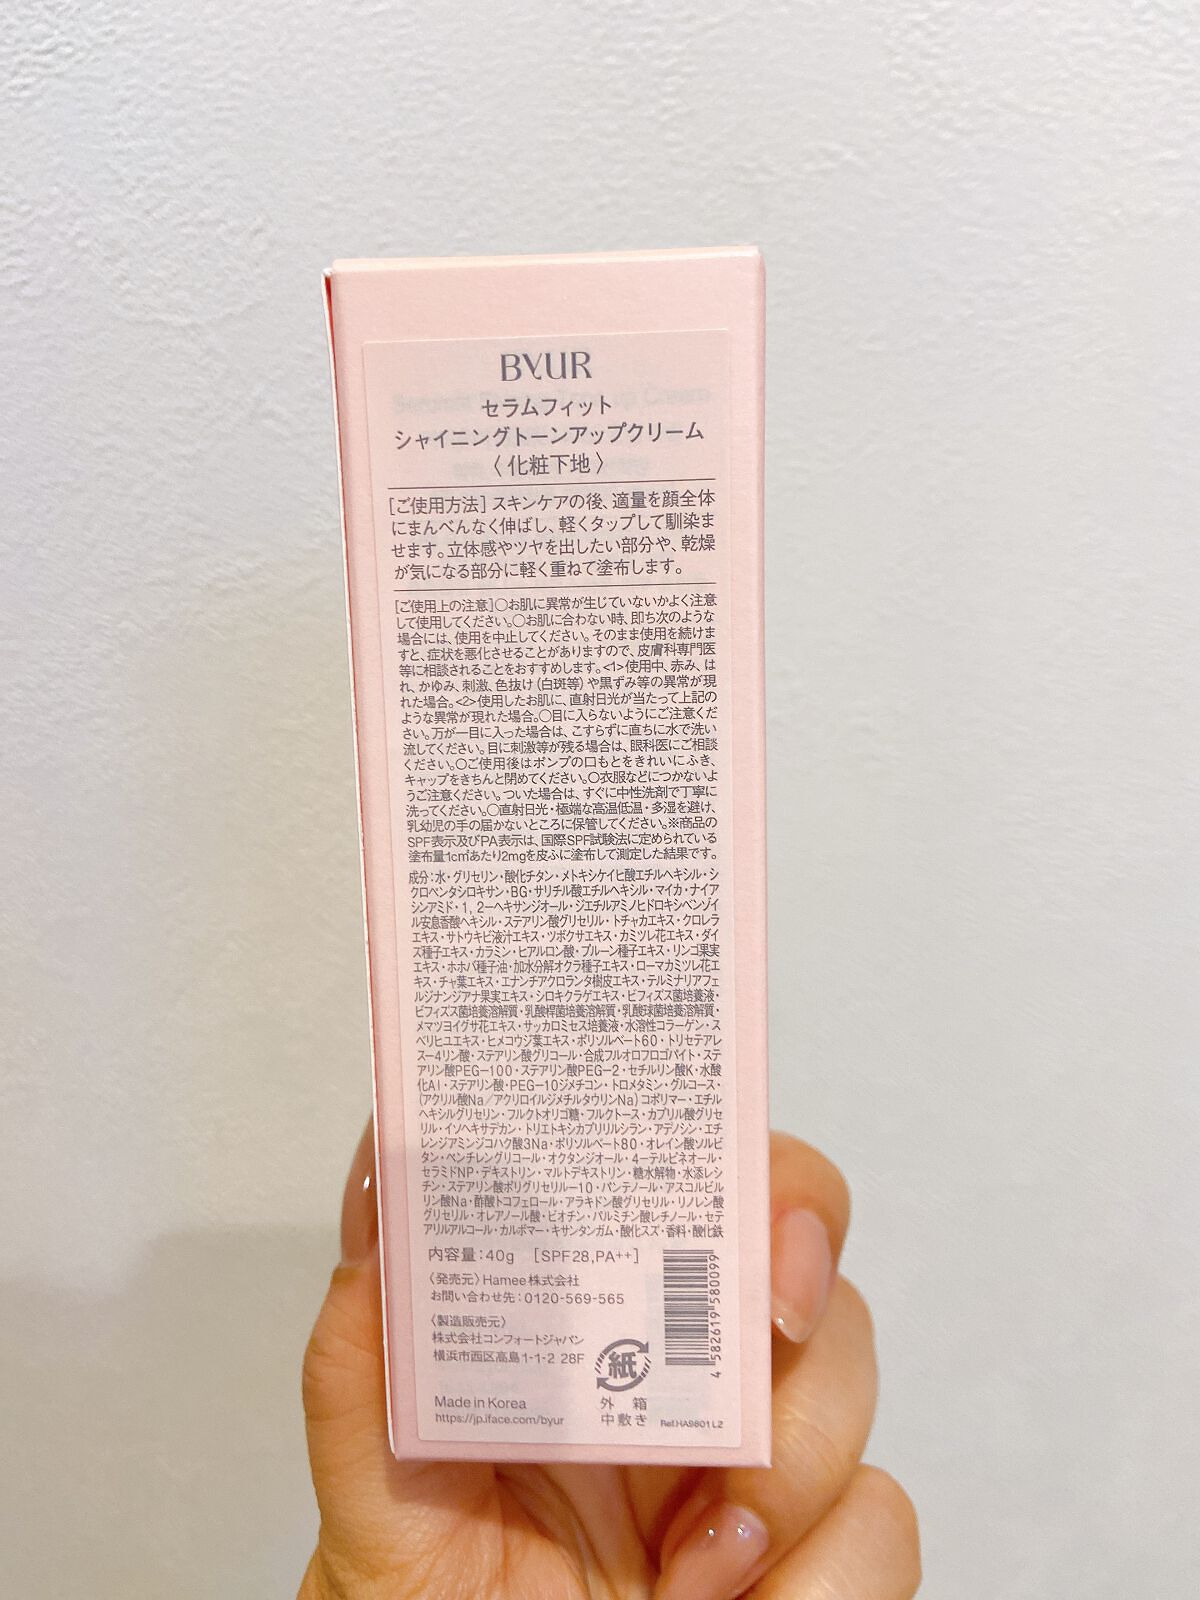 BYUR
セラムフィット
シャイニングトーンアップクリーム
〈化粧下地〉
[ご使用方法] スキンケアの後、適量を顔全体
にまんべんなく伸ばし、軽くタップして馴染ま
せます。立体感やツヤを出したい部分や、乾燥
が気になる部分に軽く重ねて塗布します。
[ご使用上の注意]○お肌に異常が生じていないかよく注意
して使用してください。○お肌に合わない時、即ち次のような
場合には、使用を中止してください。そのまま使用を続けま
すと、症状を悪化させることがありますので、皮膚科専門医
等に相談されることをおすすめします。<1>使用中、赤み、は
れ、かゆみ、刺激、色抜け(白斑等)や黒ずみ等の異常が現
れた場合。<2>使用したお肌に、直射日光が当たって上記の
ような異常が現れた場合。○目に入らないようにご注意くだ
さい。万が一目に入った場合は、こすらずに直ちに水で洗い
流してください。目に刺激等が残る場合は、眼科医にご相談
ください。○ご使用後はポンプの口もとをきれいにふき、
キャップをきちんと閉めてください。○衣服などにつかないよ
うご注意ください。ついた場合は、すぐに中性洗剤で丁寧に
洗ってください。○直射日光・極端な高温低温・多湿を避け、
乳幼児の手の届かないところに保管してください。※商品の
SPF表示及びPA表示は、国際SPF試験法に定められている
塗布量1c㎡あたり2mgを皮ふに塗布して測定した結果です。
成分:水・グリセリン・酸化チタン・メトキシケイヒ酸エチルヘキシル・シ
クロペンタシロキサン・BG・サリチル酸エチルヘキシル・マイカ・ナイア
シンアミド・1,2-ヘキサンジオール・ジエチルアミノヒドロキシベンゾイ
ル安息香酸ヘキシル・ステアリン酸グリセリル・トチャカエキス・クロレラ
エキス・サトウキビ液汁エキス・ツボクサエキス・カミツレ花エキス・ダイ
ズ種子エキス・カラミン・ヒアルロン酸・プルーン種子エキス・リンゴ果実
エキス・ホホバ種子油・加水分解オクラ種子エキス・ローマカミツレ花エ
キス・チャ葉エキス・エナンチアクロランタ樹皮エキス・テルミナリアフェ
ルジナンジアナ果実エキス・シロキクラゲエキス・ビフィズス菌培養液・
ビフィズス菌培養溶解質・乳酸桿菌培養溶解質・乳酸球菌培養溶解質・
メマツヨイグサ花エキス・サッカロミセス培養液・水溶性コラーゲン・ス
ベリヒユエキス・ヒメコウジ葉エキス・ポリソルベート60・トリセテアレ
ス-4リン酸・ステアリン酸グリコール・合成フルオロフロゴパイト・ステ
アリン酸PEG-100・ステアリン酸PEG-2・セチルリン酸K・水酸
化Al・ステアリン酸・PEG-10ジメチコン・トロメタミン・グルコース・
(アクリル酸Na/アクリロイルジメチルタウリンNa)コポリマー・エチル
ヘキシルグリセリン・フルクトオリゴ糖・フルクトース・カプリル酸グリセ
リル・イソヘキサデカン・トリエトキシカプリリルシラン・アデノシン・エチ
レンジアミンジコハク酸3Na・ポリソルベート80・オレイン酸ソルビ
タン・ペンチレングリコール・オクタンジオール・4-テルピネオール・
セラミドNP・デキストリン・マルトデキストリン・糖水解物・水添レシ
チン・ステアリン酸ポリグリセリル-10・パンテノール・アスコルビル
リン酸Na・酢酸トコフェロール・アラキドン酸グリセリル・リノレン酸
グリセリル・オレアノール酸・ビオチン・パルミチン酸レチノール・セテ
アリルアルコール・カルボマー・キサンタンガム・酸化スズ・香料・酸化鉄
内容量:40g [SPF28,PA++]
〈発売元〉Hamee株式会社
お問い合わせ先:0120-569-565
〈製造販売元〉
株式会社コンフォートジャパン
横浜市西区高島1-1-2 28F
Made in Korea
https://jp.iface.com/byur
紙
外 箱
中敷き
4 582619 580099
Ref.HA9801 L2